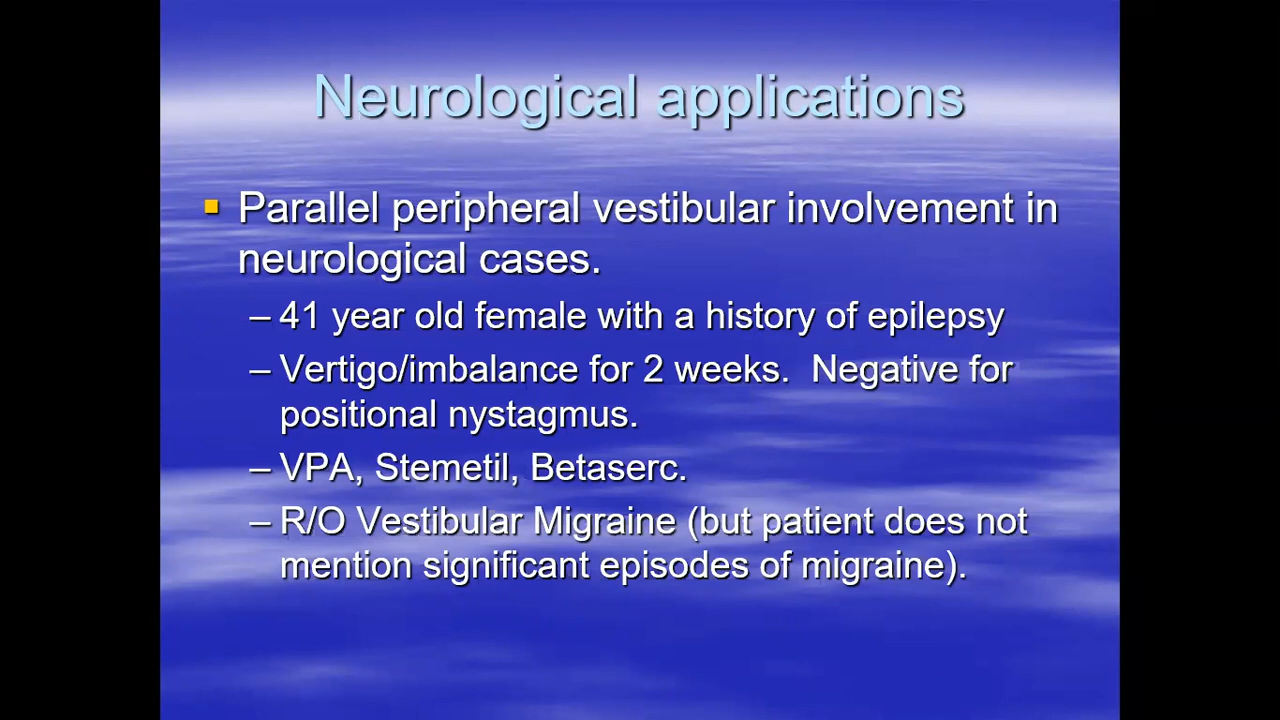 Neurological applications
Parallel peripheral vestibular involvement in
neurological cases.
– 41 year old female with a history of epilepsy
– Vertigo/imbalance for 2 weeks.  Negative for
positional nystagmus.
– VPA, Stemetil, Betaserc.
– R/O Vestibular Migraine (but patient does not
mention significant episodes of migraine).